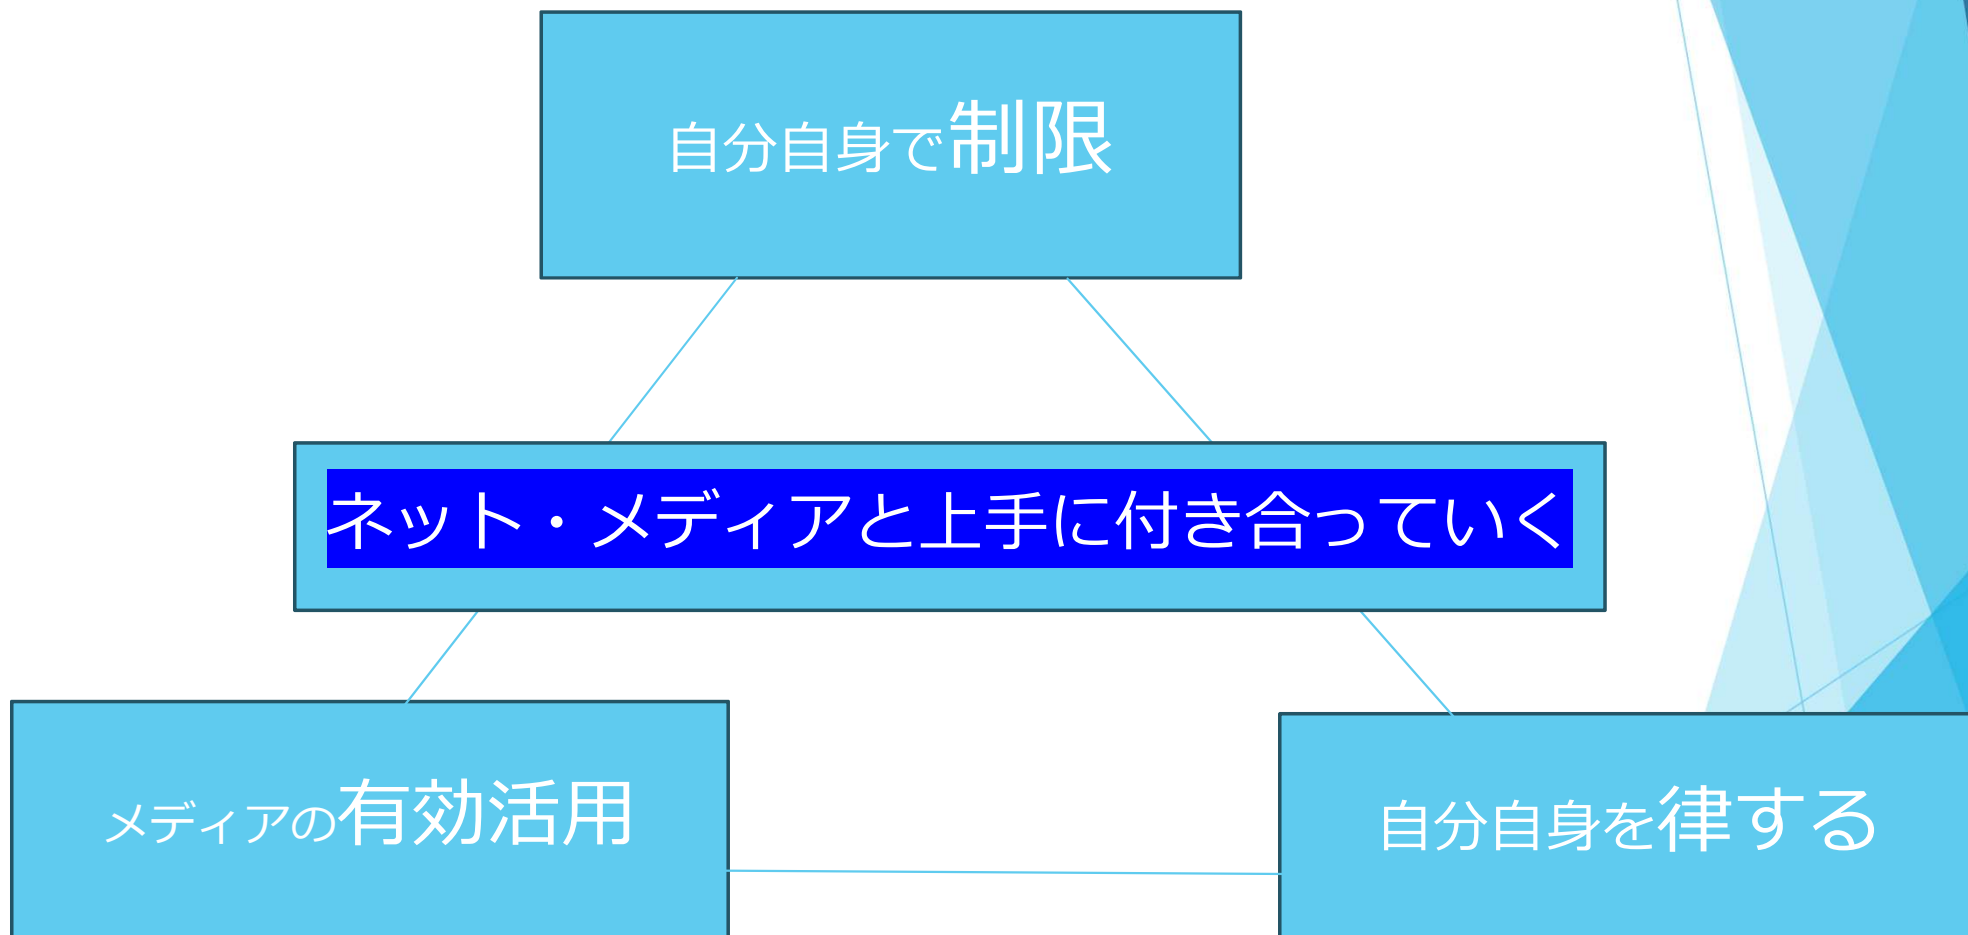 自分自身で制限
ネット・メディアと上手に付き合っていく
メディアの有効活用
自分自身を律する